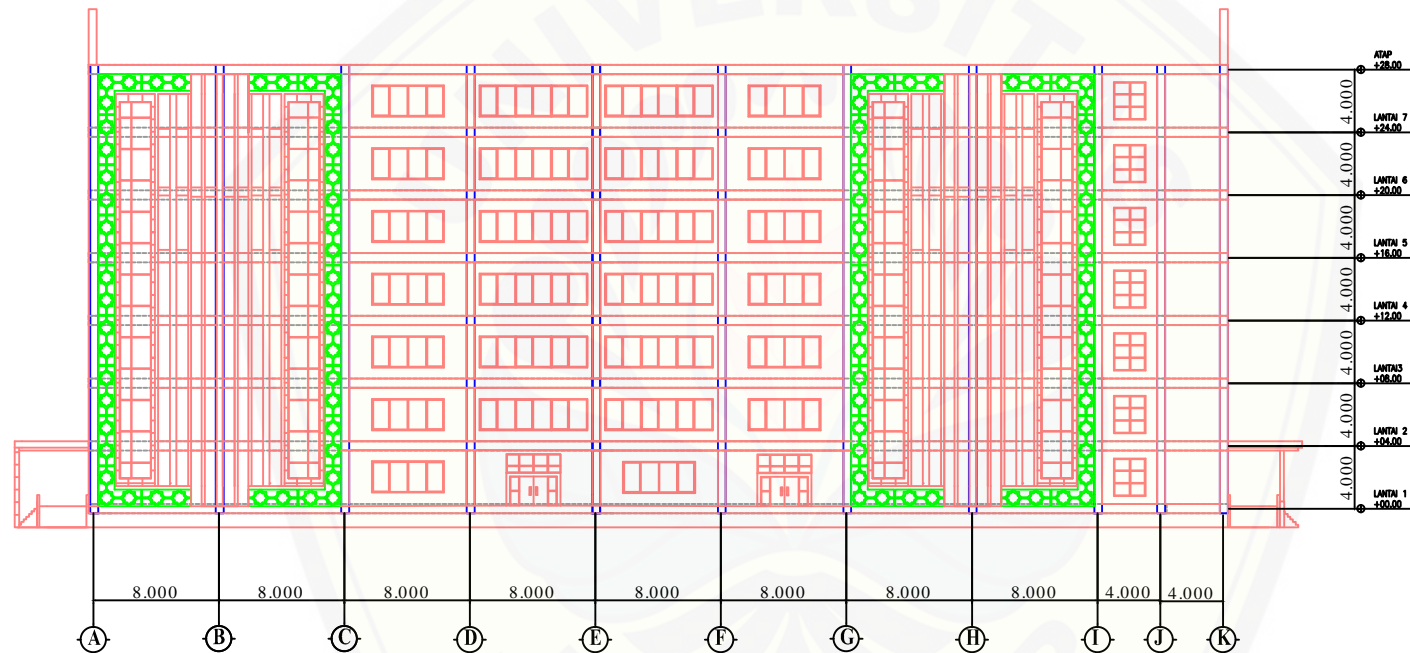 UNIVERSITAS
ATAP
+28.00
4.000
LANTAI 7
+24.00
4.000
LANTAI 6
+20.00
4.000
LANTAI 5
+16.00
4.000
LANTAI 4
+12.00
4.000
LANTAI3
+08.00
4.000
LANTAI 2
+04.00
4.000
LANTAI 1
+00.00
8.000 8.000 8.000 8.000 8.000 8.000 8.000 8.000 4.000 4.000
A B C D E F G H I J K